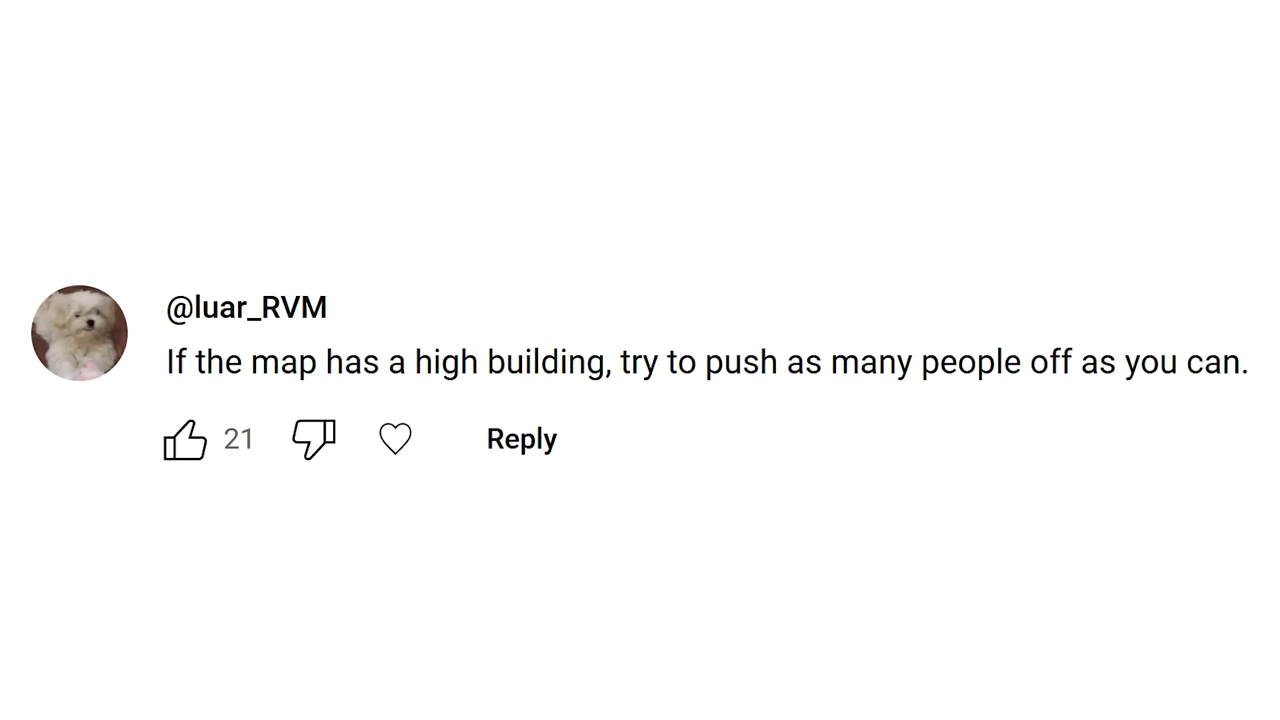 @luar_RVM
If the map has a high building, try to push as many people off as you can.
21
Reply